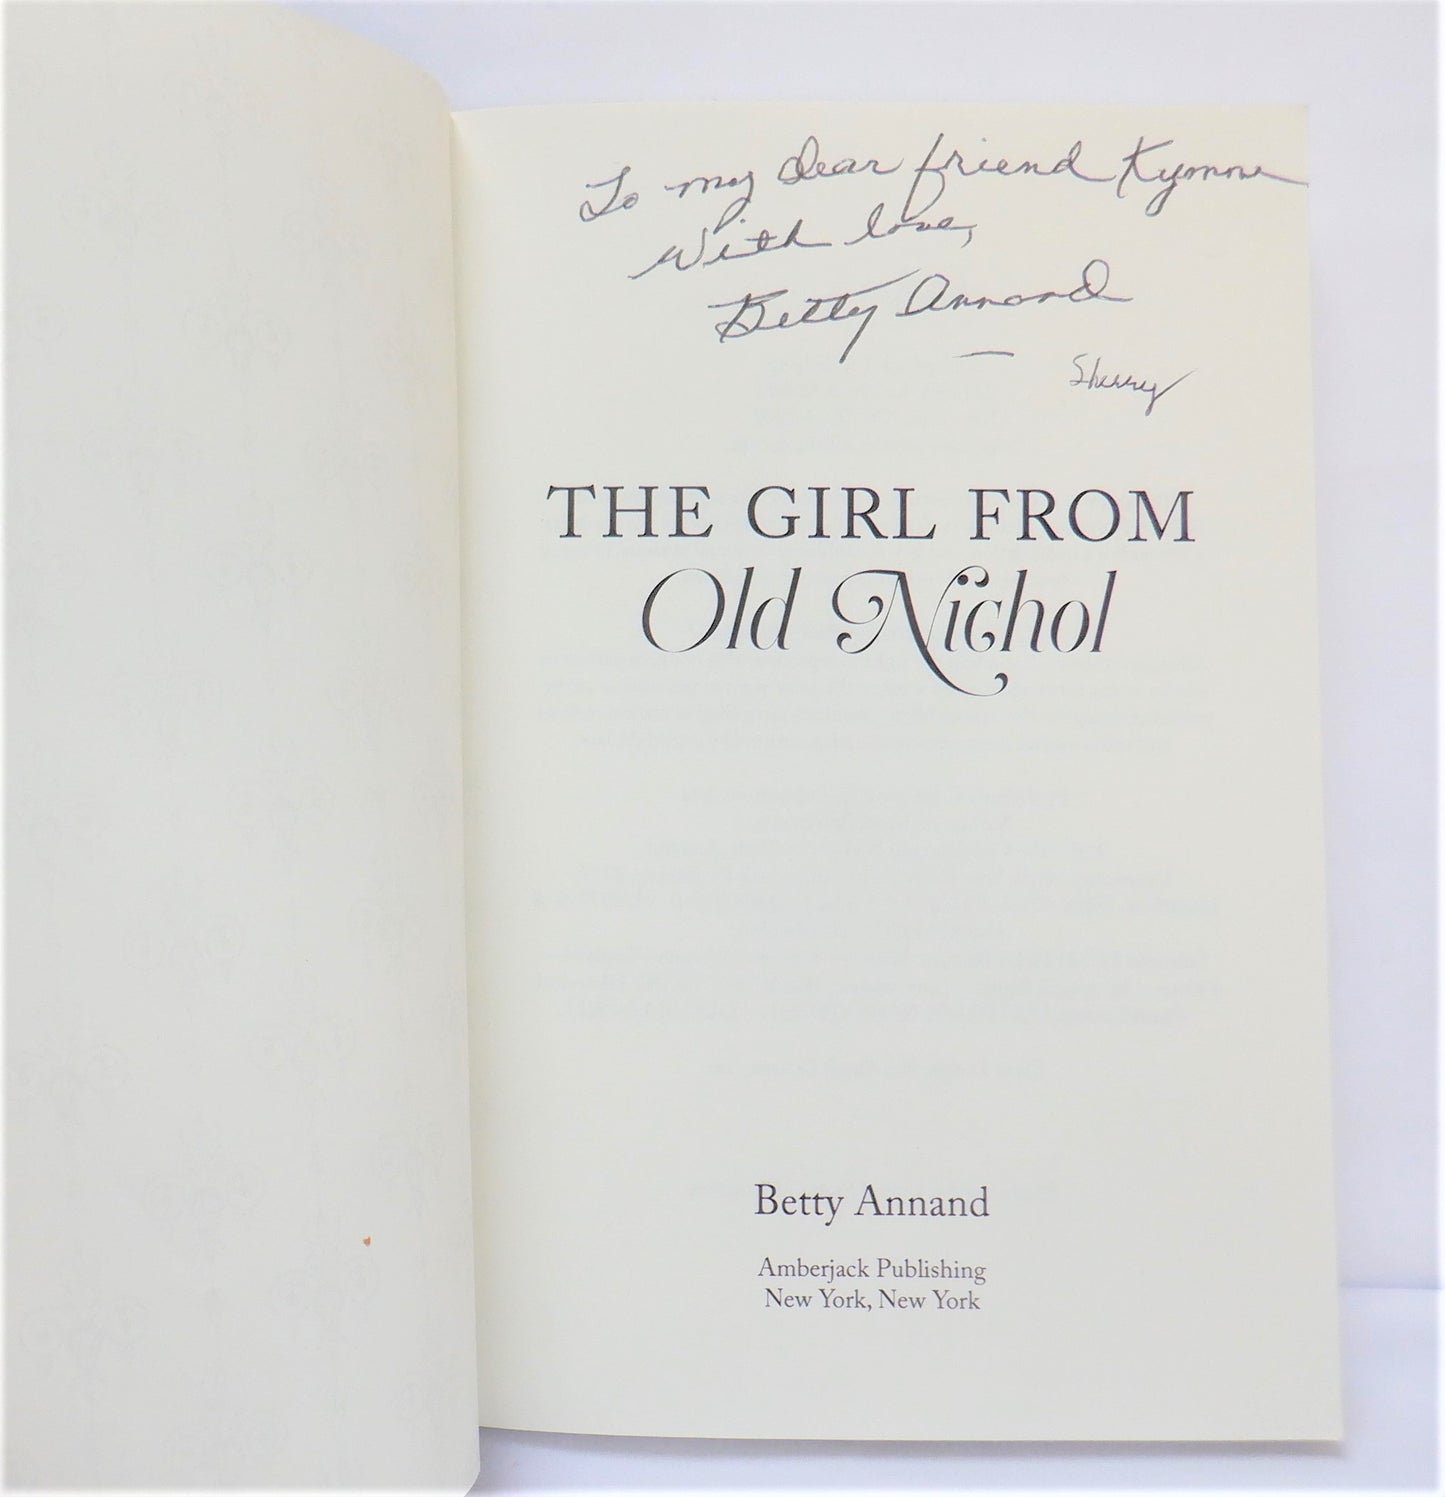 To my dear friend
With love,
Betty Annand
— Sherry
THE GIRL FROM
Old Nichol
Betty Annand
Amberjack Publishing
New York, New York